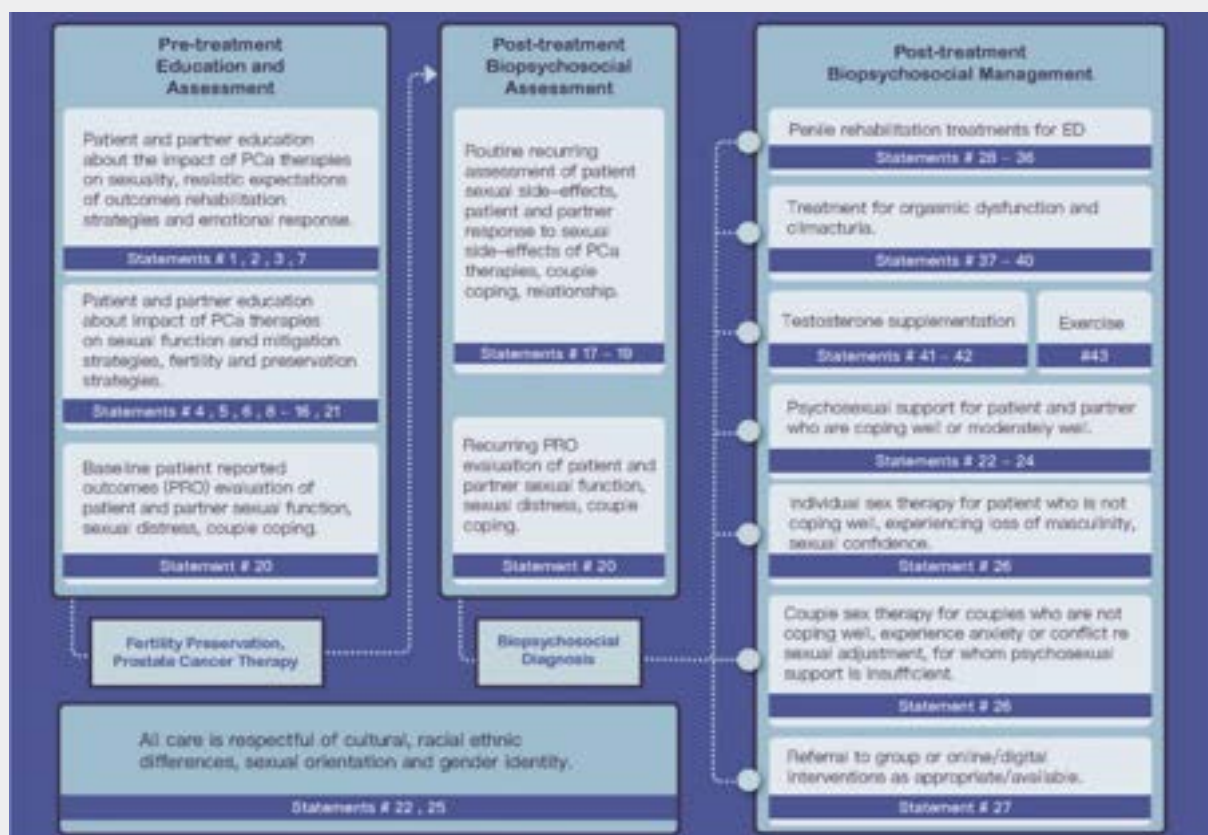 Pre-treatment
Education and
Assessment
Patient and partner education
about the impact of PCa therapies
on sexuality, realistic expectations
of outcomes rehabilitation
strategies and emotional response.
Statements # 1 , 2 , 3 , 7
Patient and partner education
about impact of PCa therapies
on sexual function and mitigation
strategies, fertility and preservation
strategies.
Statements # 4 , 5 , 6 , 8 - 16 , 21
Baseline patient reported
outcomes (PRO) evaluation of
patient and partner sexual function,
sexual distress, couple coping.
Statement # 20
Fertility Preservation,
Prostate Cancer Therapy
Post-treatment
Biopsychosocial
Assessment
Routine recurring
assessment of patient
sexual side-effects,
patient and partner
response to sexual
side-effects of PCa
therapies, couple
coping, relationship.
Statements # 17 - 19
Recurring PRO
evaluation of patient and
partner sexual function,
sexual distress, couple
coping.
Statement # 20
Biopsychosocial
Diagnosis
Post-treatment
Biopsychosocial Management
Penile rehabilitation treatments for ED
Statements # 28 - 36
Treatment for orgasmic dysfunction and
climacturia.
Statements # 37 - 40
Testosterone supplementation
Statements # 41 - 42
Exercise
#43
Psychosexual support for patient and partner
who are coping well or moderately well.
Statements # 22 - 24
Individual sex therapy for patient who is not
coping well, experiencing loss of masculinity,
sexual confidence.
Statement # 26
Couple sex therapy for couples who are not
coping well, experience anxiety or conflict re
sexual adjustment, for whom psychosexual
support is insufficient.
Statement # 26
Referral to group or online/digital
interventions as appropriate/available.
Statement # 27
All care is respectful of cultural, racial ethnic
differences, sexual orientation and gender identity.
Statements # 22 , 25